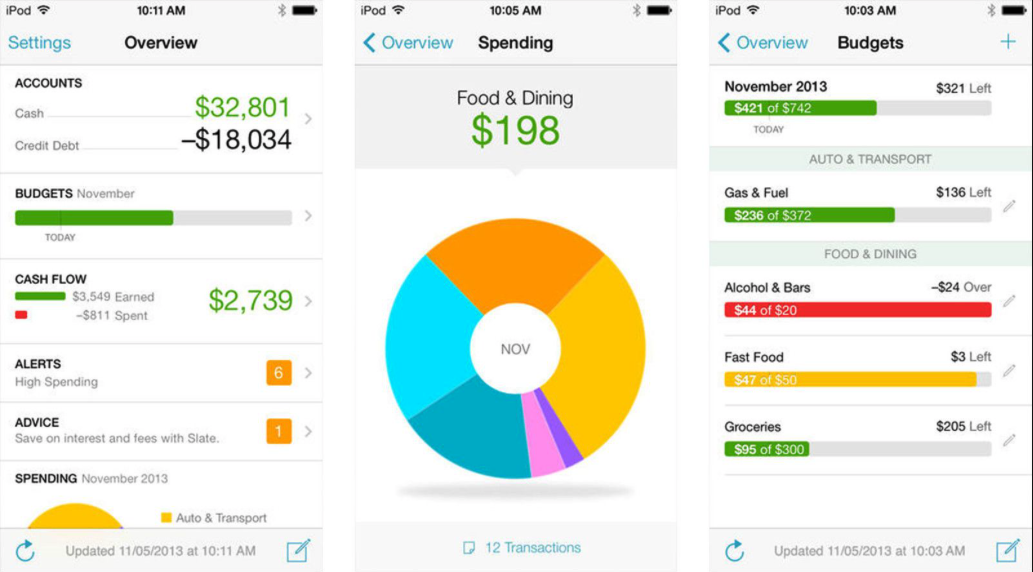 iPod 10:11 AM
Settings Overview
ACCOUNTS
Cash $32,801
Credit Debt –$18,034
BUDGETS November
TODAY
CASH FLOW
$3,549 Earned
–$811 Spent
$2,739
ALERTS
High Spending
6
ADVICE
Save on interest and fees with Slate.
1
SPENDING November 2013
Auto & Transport
Updated 11/05/2013 at 10:11 AM
iPod 10:05 AM
Overview Spending
Food & Dining
$198
NOV
12 Transactions
iPod 10:03 AM
Overview Budgets +
November 2013 $321 Left
$421 of $742
TODAY
AUTO & TRANSPORT
Gas & Fuel $136 Left
$236 of $372
FOOD & DINING
Alcohol & Bars –$24 Over
$44 of $20
Fast Food $3 Left
$47 of $50
Groceries $205 Left
$95 of $300
Updated 11/05/2013 at 10:03 AM